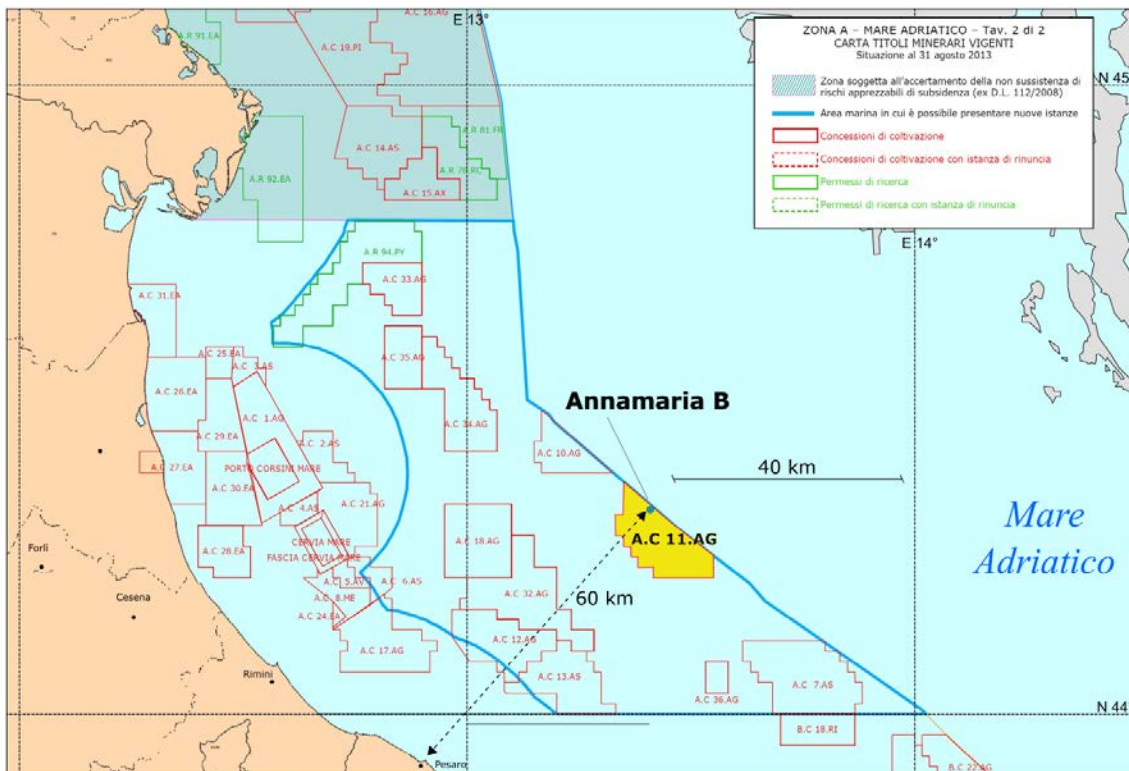 A.C 16.AG
E 13°
A.R 91.EA
A.C 19.PI
ZONA A – MARE ADRIATICO – Tav. 2 di 2
CARTA TITOLI MINERARI VIGENTI
Situazione al 31 agosto 2013
Zona soggetta all'accertamento della non sussistenza di
rischi apprezzabili di subsidenza (ex D.L. 112/2008)
Area marina in cui è possibile presentare nuove istanze
Concessioni di coltivazione
Concessioni di coltivazione con istanza di rinuncia
Permessi di ricerca
Permessi di ricerca con istanza di rinuncia
N 45
A.R 81.FR
A.C 14.AS
A.R 78.RC
A.R 92.EA
A.C 15.AX
E 14°
A.R 94.PY
A.C 33.AG
A.C 31.EA
A.C 25.EA
A.C 35.AG
A.C 3.AS
A.C 26.EA
Annamaria B
A.C 1.AG
A.C 34.AG
A.C 29.EA
A.C 2.AS
A.C 10.AG
40 km
A.C 27.EA
PORTO CORSINI MARE
A.C 30.EA
A.C 21.AG
A.C 4.AS
Mare
Adriatico
A.C 11.AG
A.C 18.AG
CERVIA MARE
Forlì
A.C 28.EA
FASCIA CERVIA MARE
A.C 5.AV
A.C 6.AS
A.C 32.AG
60 km
Cesena
A.C 8.ME
A.C 24.EA
A.C 12.AG
A.C 17.AG
Rimini
A.C 13.AS
A.C 7.AS
A.C 36.AG
N 44
B.C 18.RI
Pesaro
B.C 22.AG